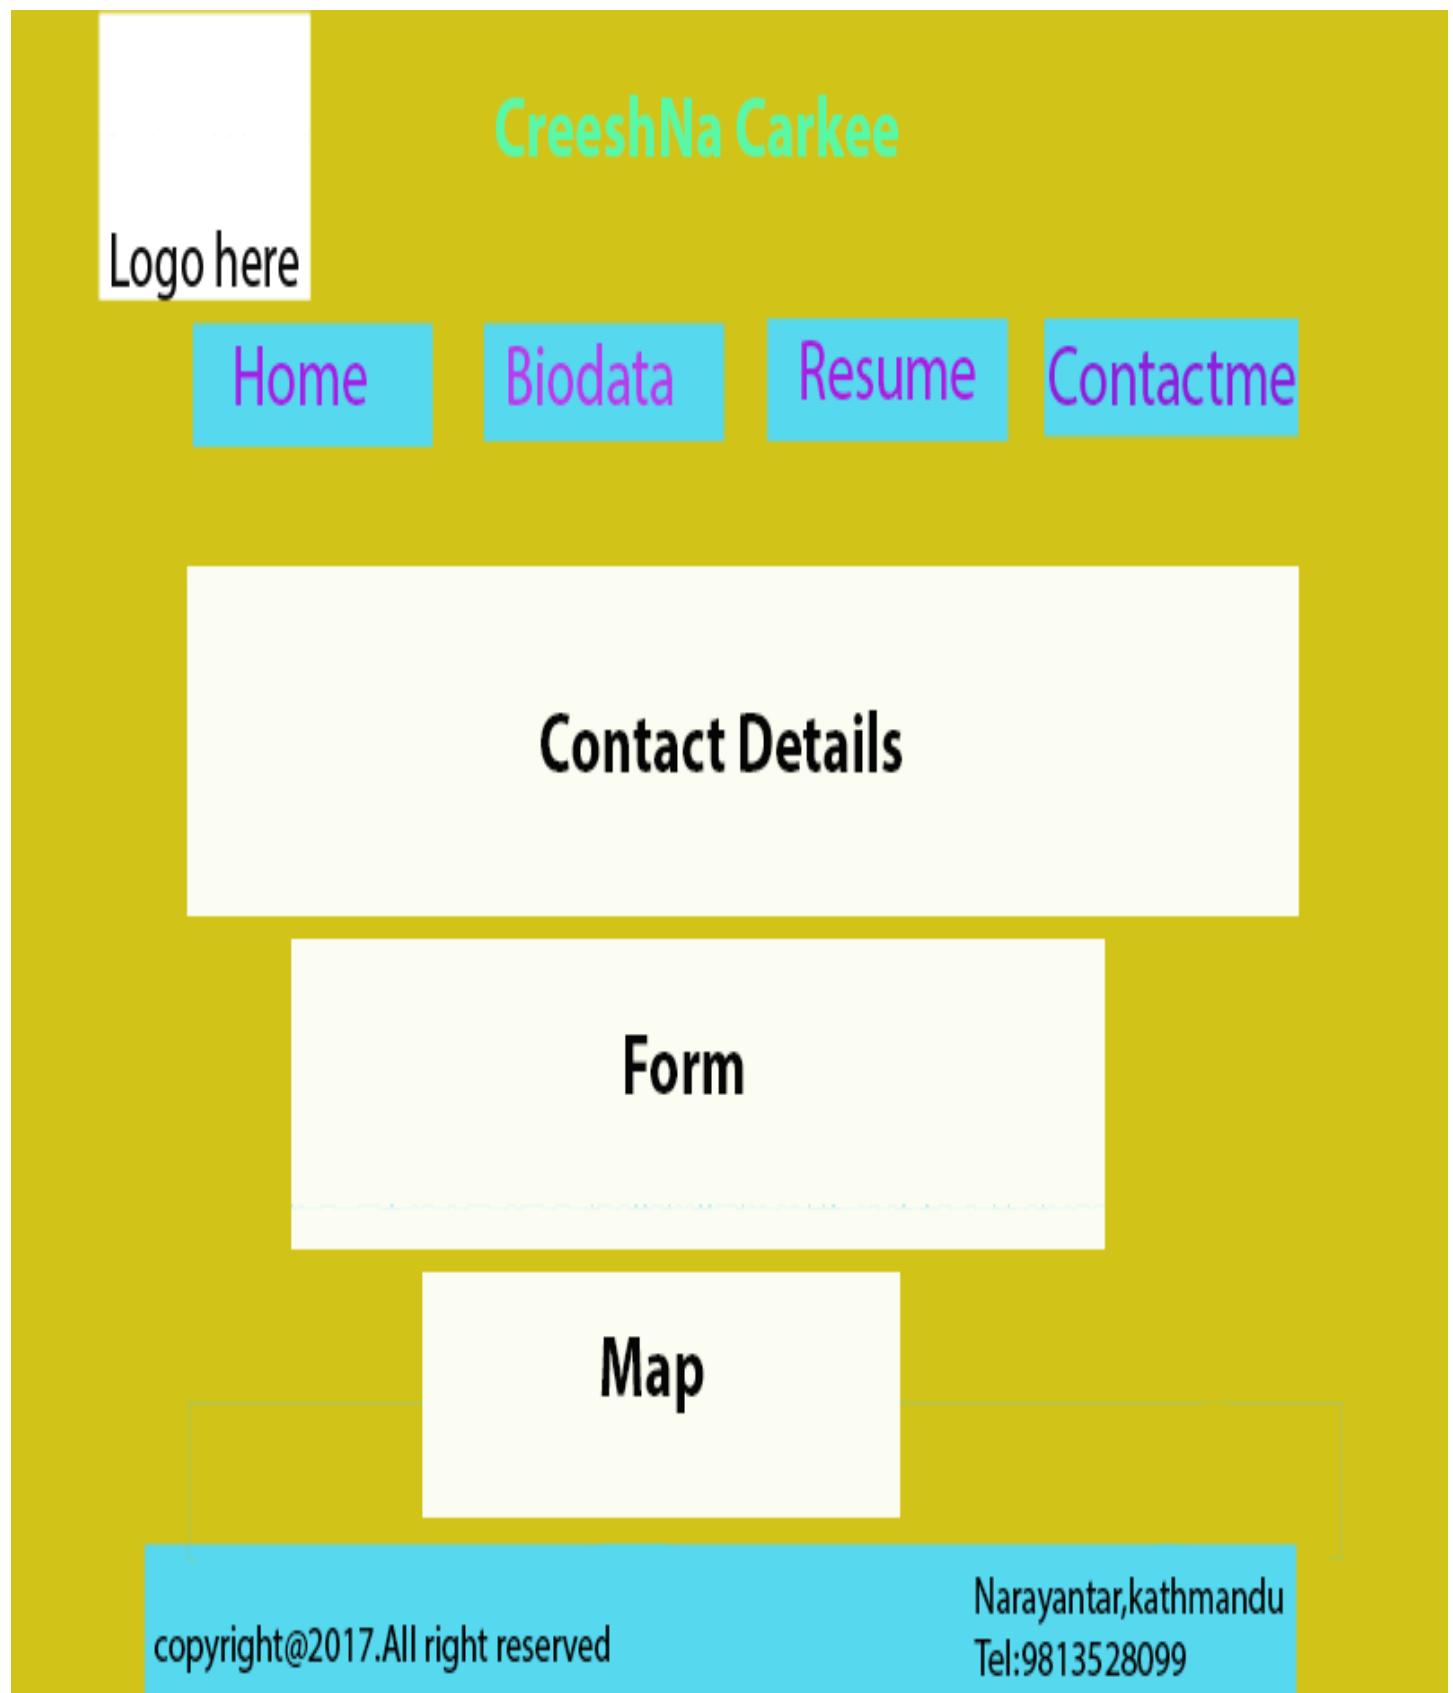 CreeshNa Carkee
Logo here
Home Biodata Resume Contactme
Contact Details
Form
Map
Narayantar,kathmandu
copyright@2017.All right reserved
Tel:9813528099